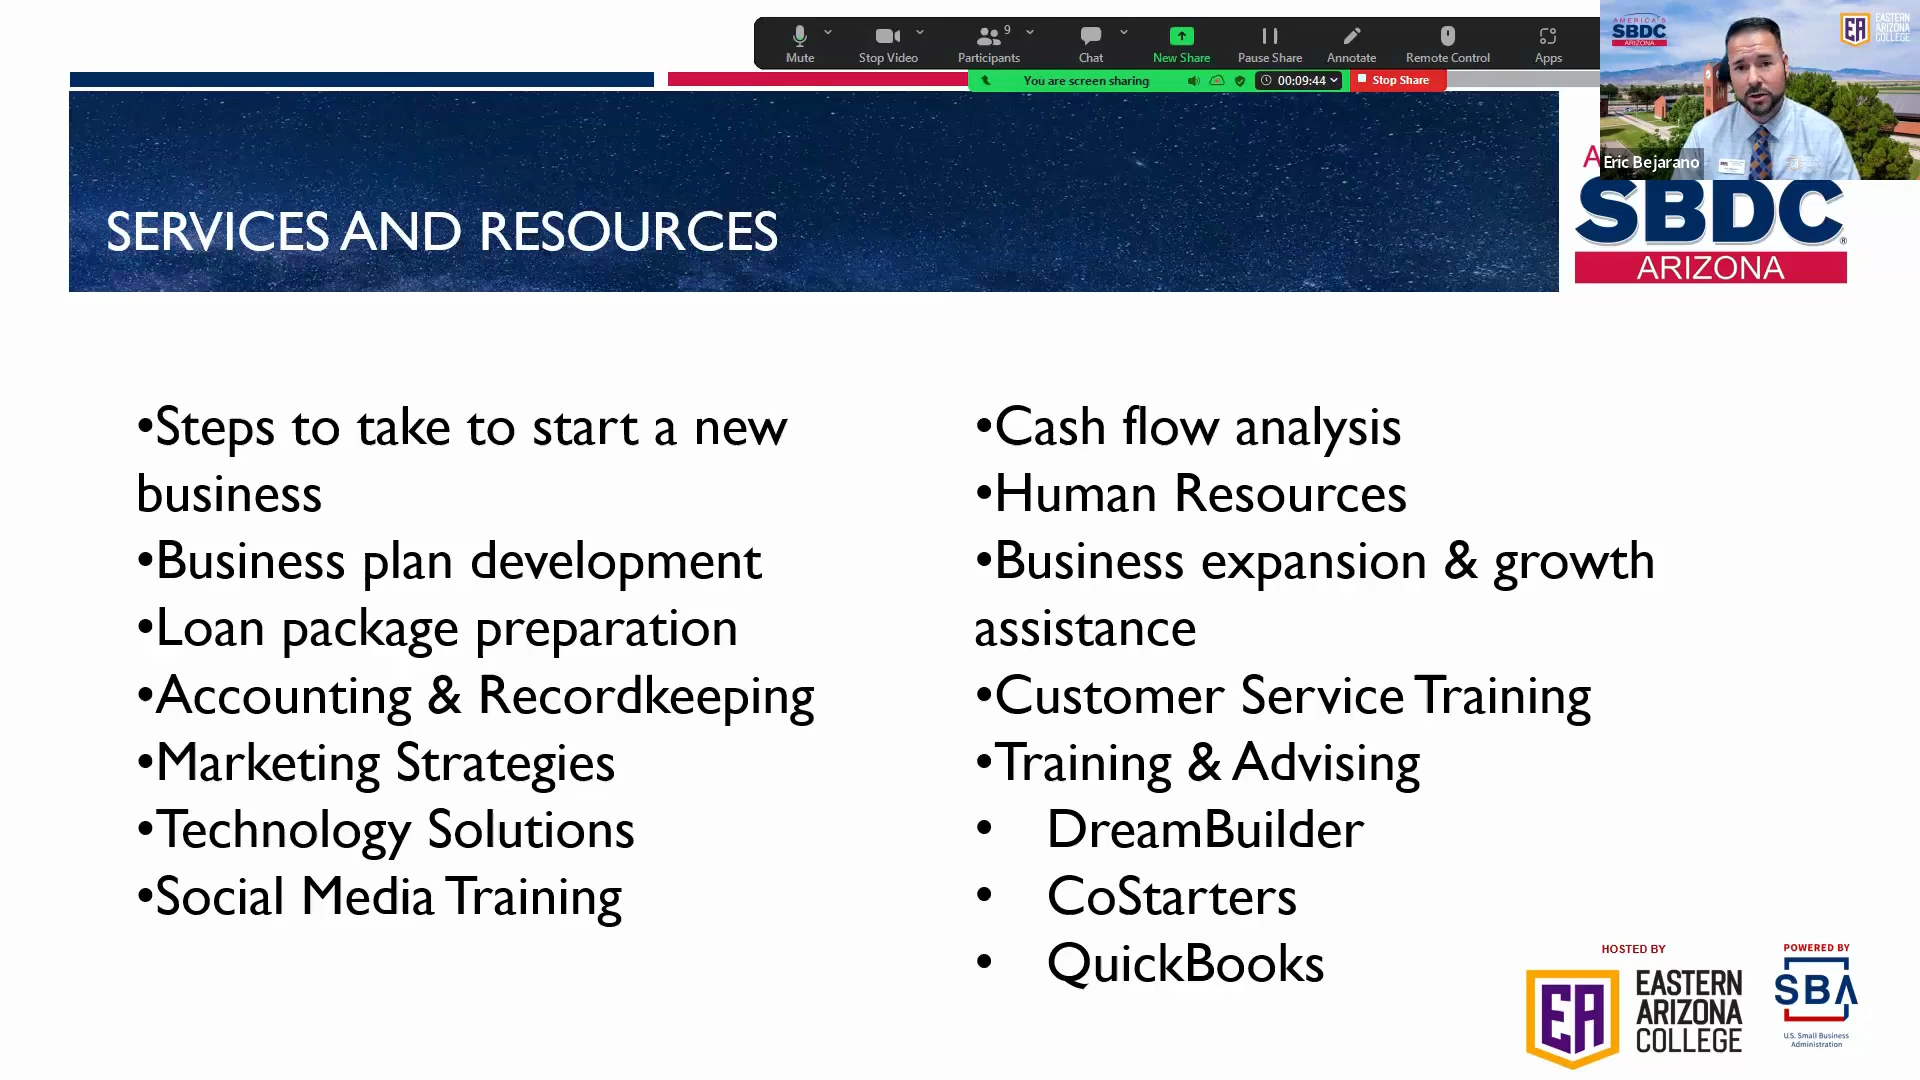 Mute
Stop Video
Participants
9
Chat
New Share
Pause Share
Annotate
Remote Control
Apps
You are screen sharing
00:09:44
Stop Share
AMERICA'S
SBDC
ARIZONA
EA
EASTERN
ARIZONA
COLLEGE
Eric Bejarano
SERVICES AND RESOURCES
A
SBDC®
ARIZONA
•Steps to take to start a new
business
•Business plan development
•Loan package preparation
•Accounting & Recordkeeping
•Marketing Strategies
•Technology Solutions
•Social Media Training
•Cash flow analysis
•Human Resources
•Business expansion & growth
assistance
•Customer Service Training
•Training & Advising
• DreamBuilder
• CoStarters
• QuickBooks
HOSTED BY
EA
EASTERN
ARIZONA
COLLEGE
POWERED BY
SBA
U.S. Small Business
Administration